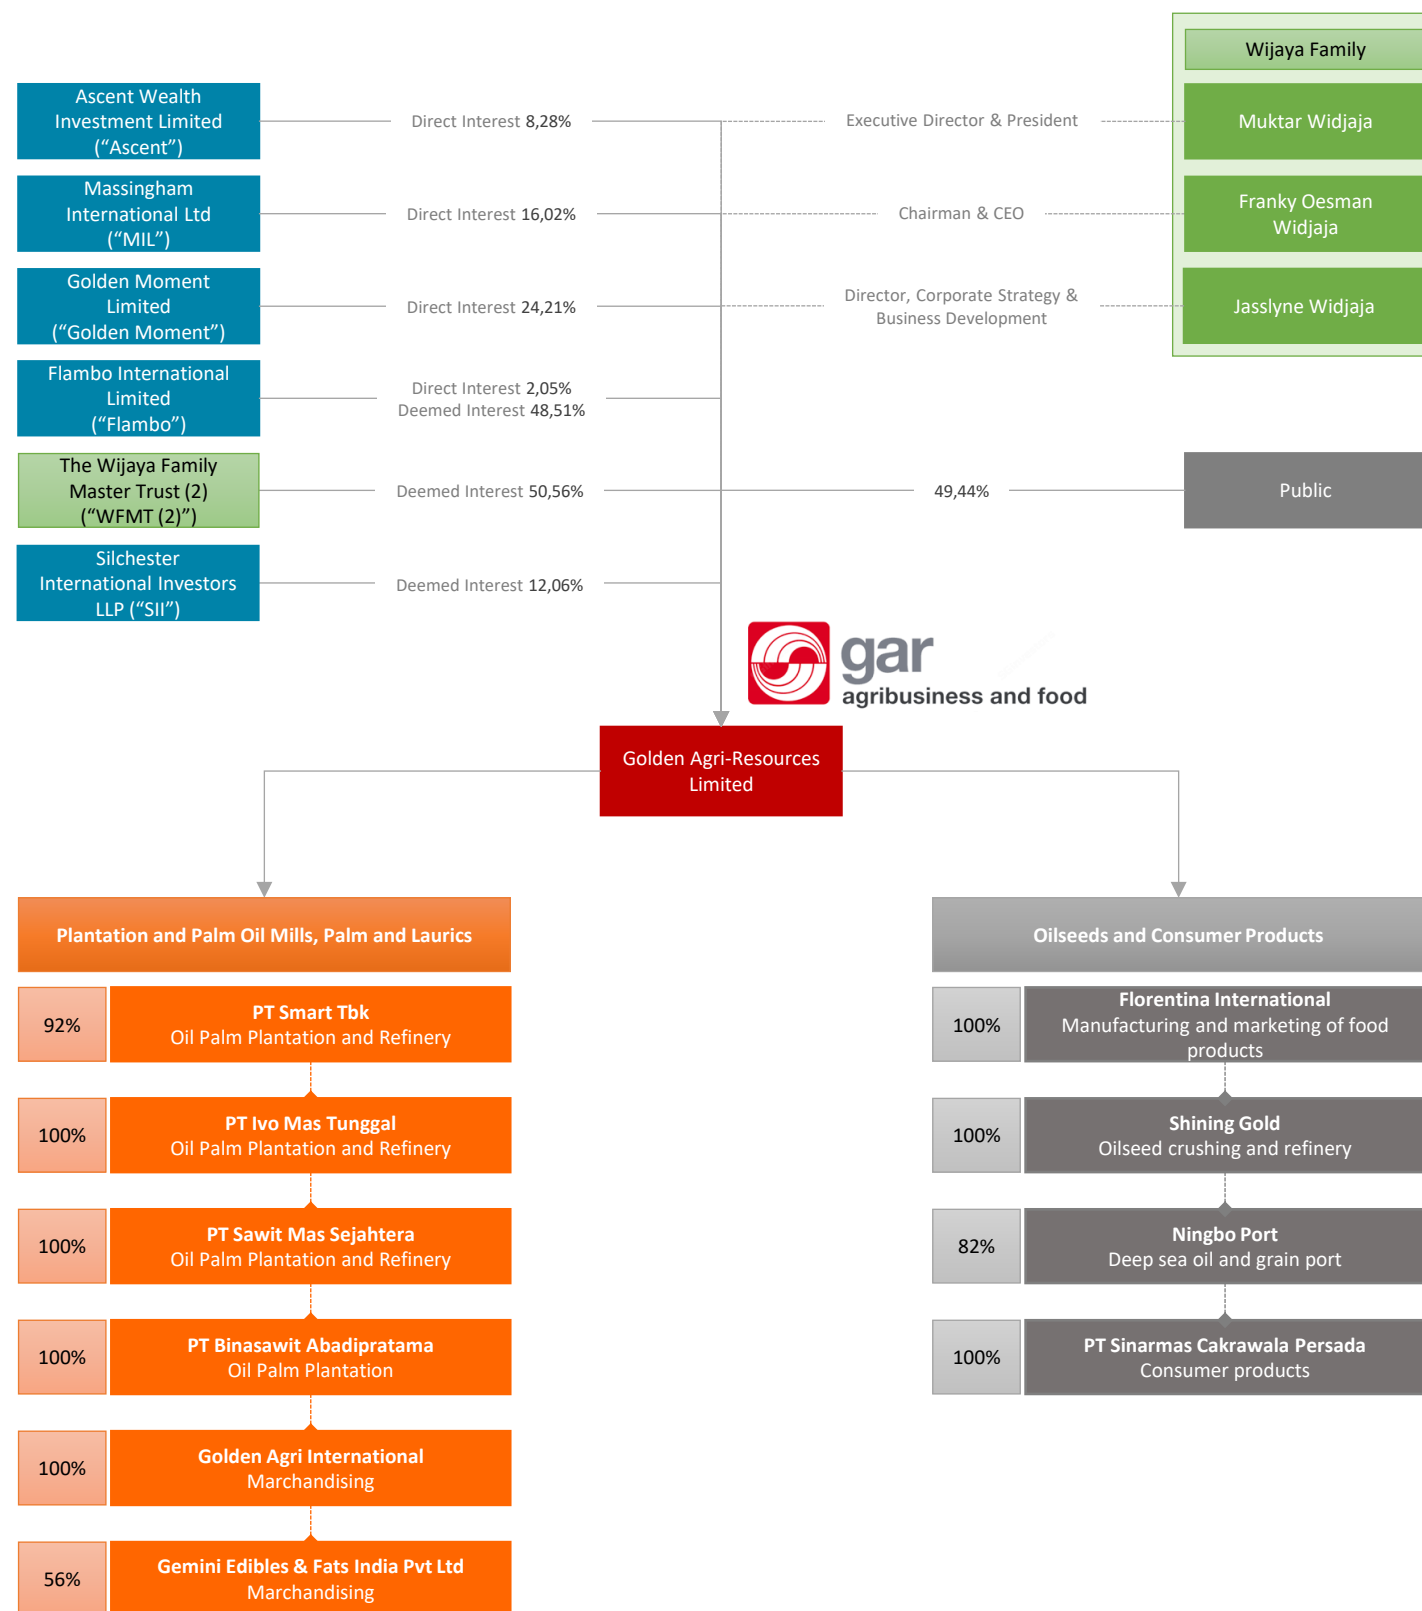 Wijaya Family
Ascent Wealth
Investment Limited
(“Ascent”)
Direct Interest 8,28%
Executive Director & President
Muktar Widjaja
Massingham
International Ltd
(“MIL”)
Direct Interest 16,02%
Chairman & CEO
Franky Oesman
Widjaja
Golden Moment
Limited
(“Golden Moment”)
Direct Interest 24,21%
Director, Corporate Strategy &
Business Development
Jasslyne Widjaja
Flambo International
Limited
(“Flambo”)
Direct Interest 2,05%
Deemed Interest 48,51%
The Wijaya Family
Master Trust (2)
(“WFMT (2)”)
Deemed Interest 50,56%
49,44%
Public
Silchester
International Investors
LLP (“SII”)
Deemed Interest 12,06%
gar
agribusiness and food
Golden Agri-Resources
Limited
Plantation and Palm Oil Mills, Palm and Laurics
92%
PT Smart Tbk
Oil Palm Plantation and Refinery
100%
PT Ivo Mas Tunggal
Oil Palm Plantation and Refinery
100%
PT Sawit Mas Sejahtera
Oil Palm Plantation and Refinery
100%
PT Binasawit Abadipratama
Oil Palm Plantation
100%
Golden Agri International
Marchandising
56%
Gemini Edibles & Fats India Pvt Ltd
Marchandising
Oilseeds and Consumer Products
100%
Florentina International
Manufacturing and marketing of food
products
100%
Shining Gold
Oilseed crushing and refinery
82%
Ningbo Port
Deep sea oil and grain port
100%
PT Sinarmas Cakrawala Persada
Consumer products